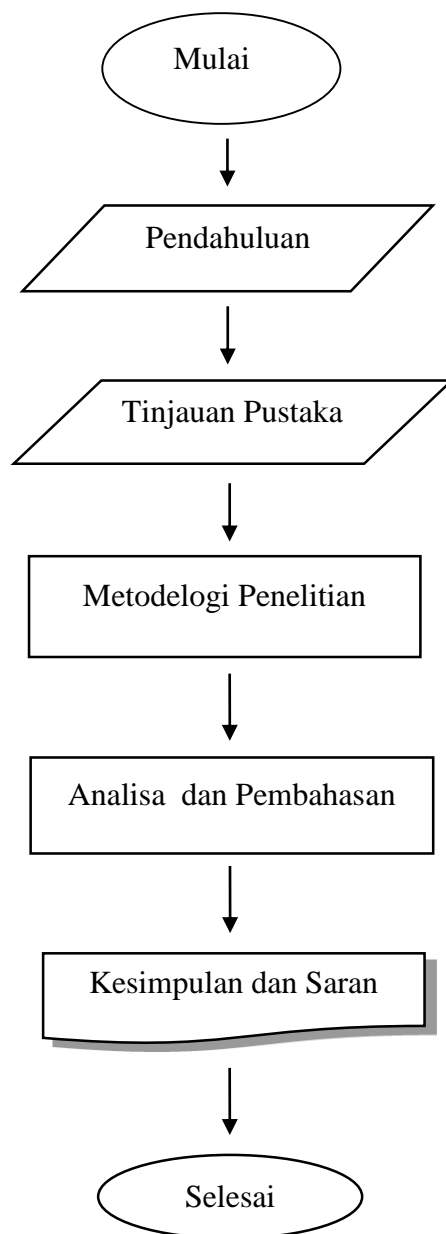 Mulai
Pendahuluan
Tinjauan Pustaka
Metodelogi Penelitian
Analisa dan Pembahasan
Kesimpulan dan Saran
Selesai